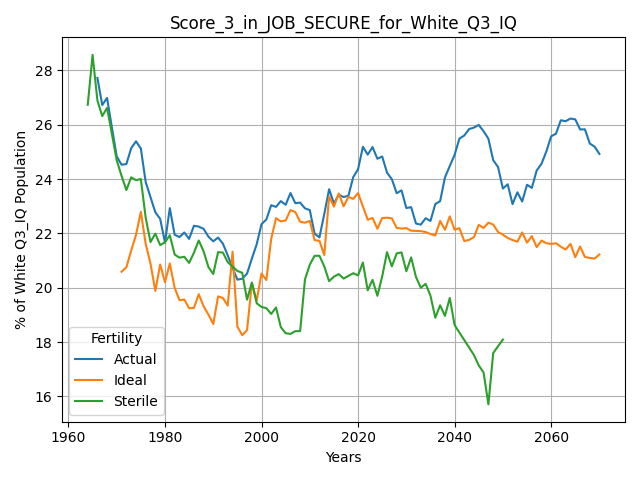 Score_3_in_JOB_SECURE_for_White_Q3_IQ
% of White Q3_IQ Population
28
26
24
22
20
18
16
Fertility
Actual
Ideal
Sterile
1960
1980
2000
2020
2040
2060
Years